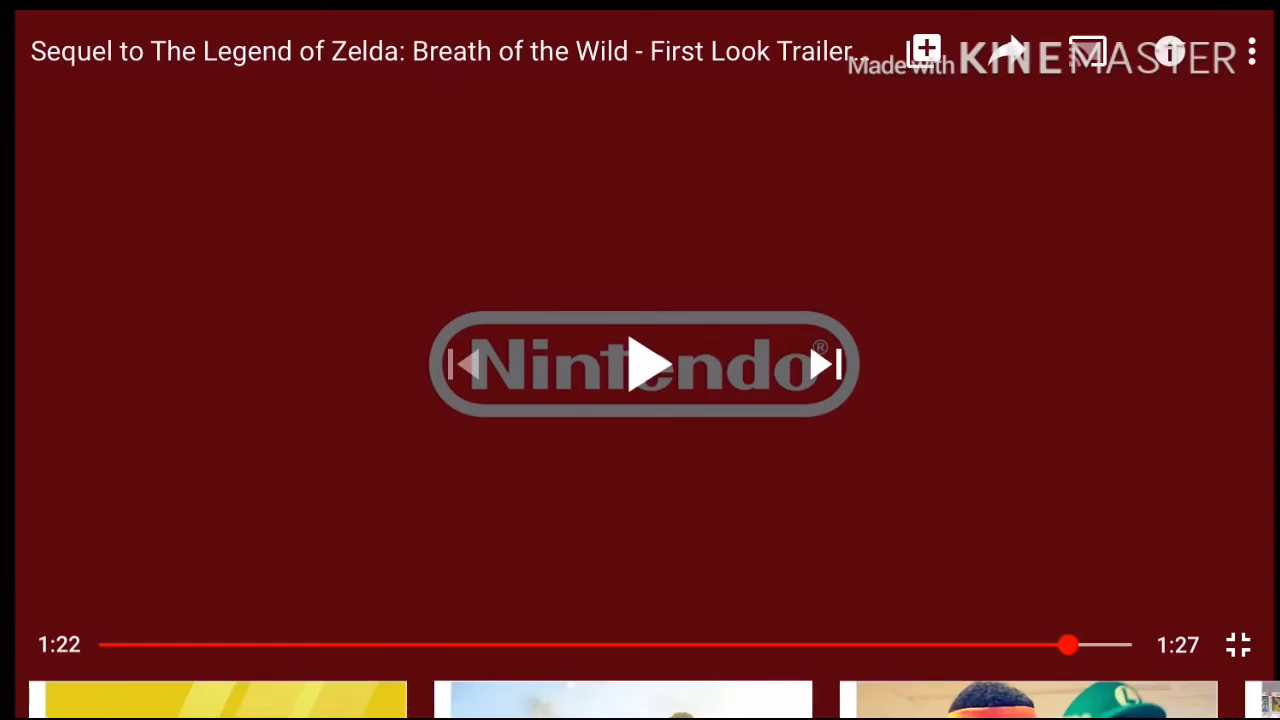 Sequel to The Legend of Zelda: Breath of the Wild - First Look Trailer...
Made with KINEMASTER
Nintendo®
1:22
1:27
L